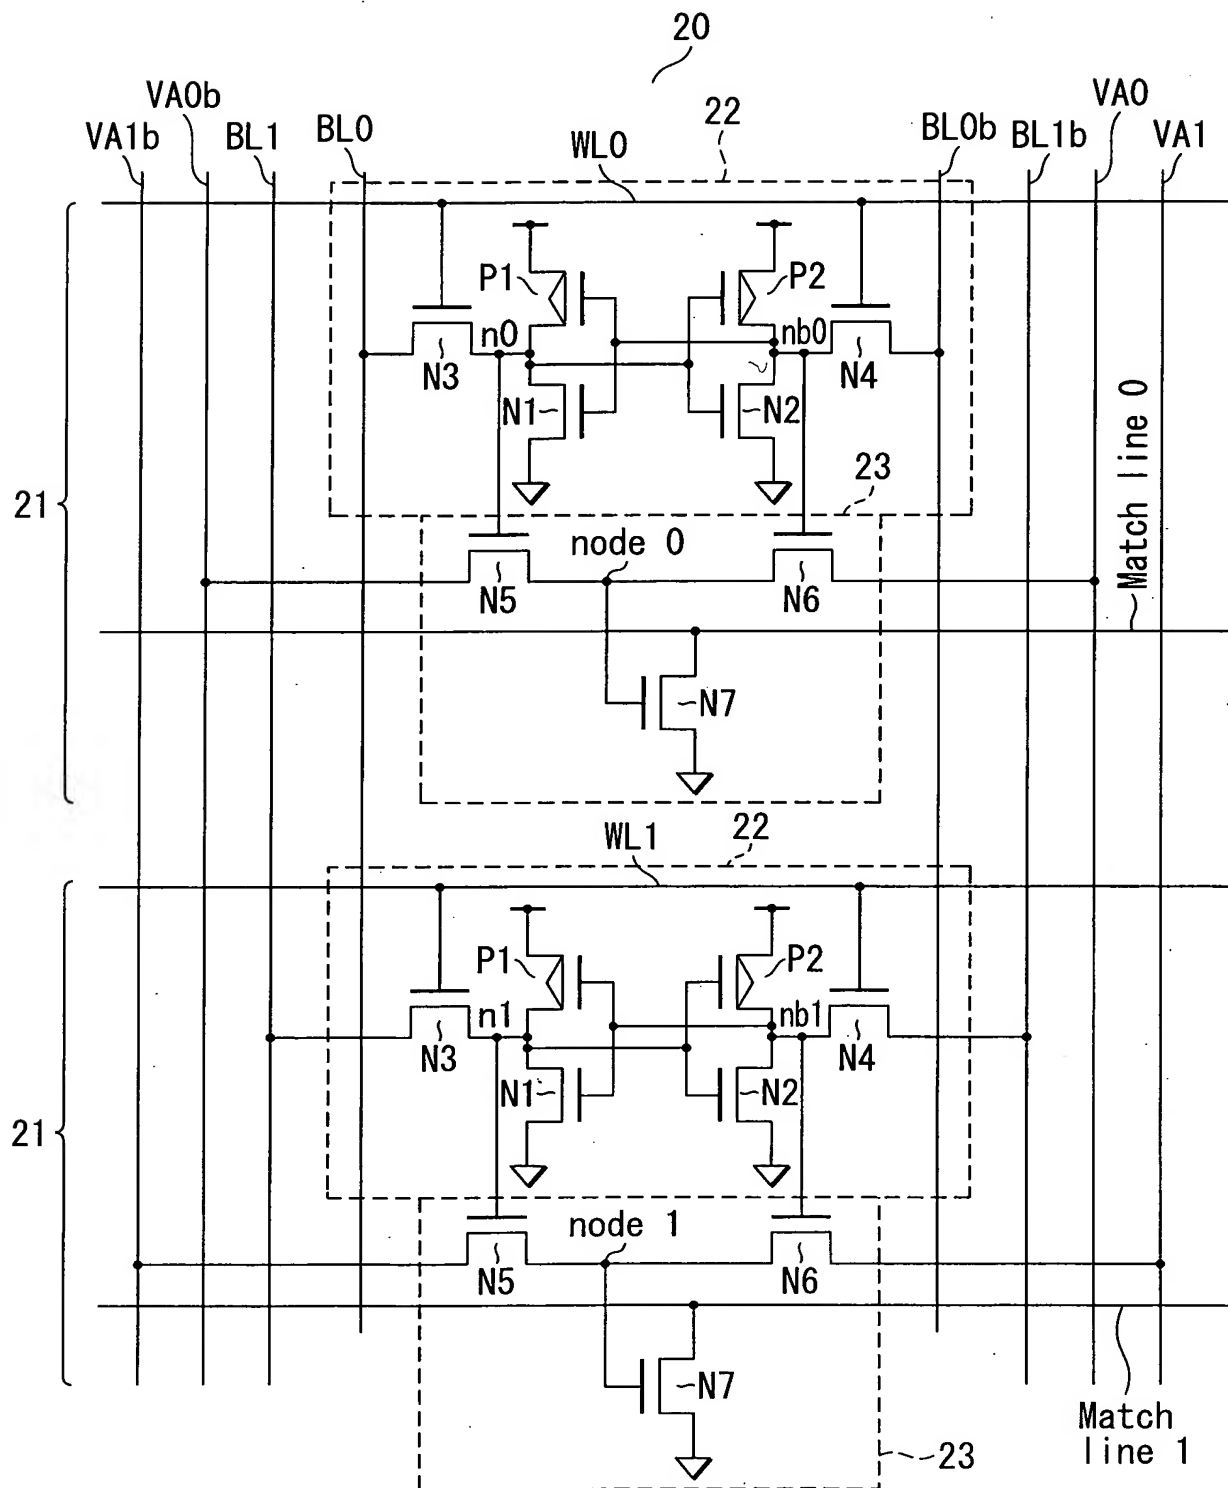 20
VA0b
VA0
VA1b
BL1
BL0
22
BL0b
BL1b
VA1
WL0
P1
P2
n0
nb0
N3
N4
N1
N2
Match line 0
21
23
node 0
N5
N6
N7
WL1
22
P1
P2
n1
nb1
N3
N4
N1
N2
21
node 1
N5
N6
N7
Match
line 1
23